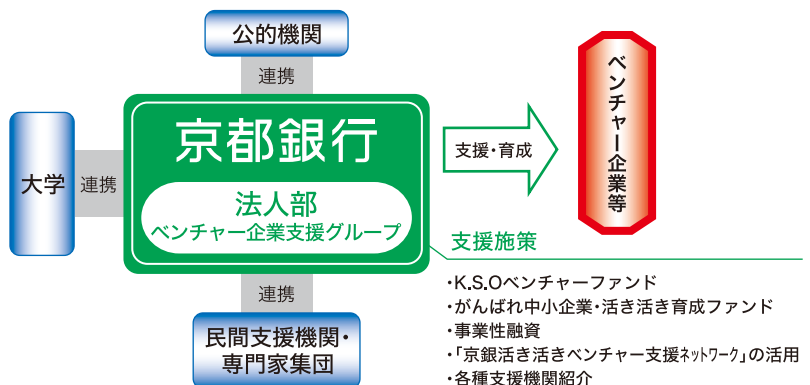 公的機関
連携
大学
連携
京都銀行
法人部
ベンチャー企業支援グループ
支援・育成
ベンチャー企業等
連携
民間支援機関・
専門家集団
支援施策
・K.S.Oベンチャーファンド
・がんばれ中小企業・活き活き育成ファンド
・事業性融資
・「京銀活き活きベンチャー支援ネットワーク」の活用
・各種支援機関紹介